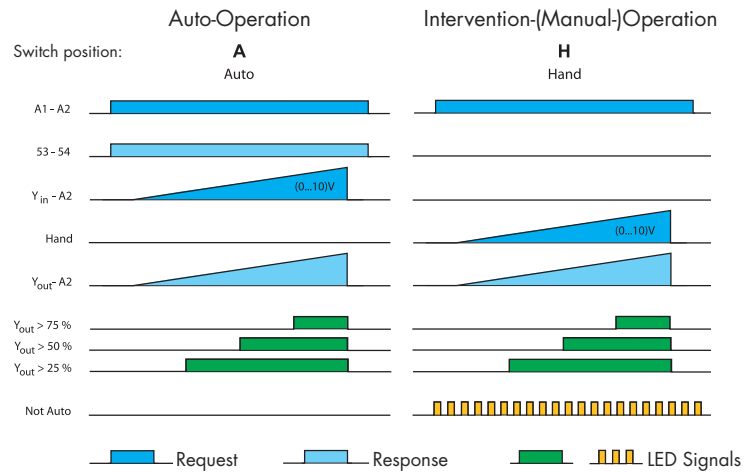 Auto-Operation Intervention-(Manual-)Operation
Switch position: A H
Auto Hand
A1 - A2
53 - 54
Y in - A2 (0...10)V
Hand (0...10)V
Yout- A2
Yout > 75 %
Yout > 50 %
Yout > 25 %
Not Auto
Request Response LED Signals